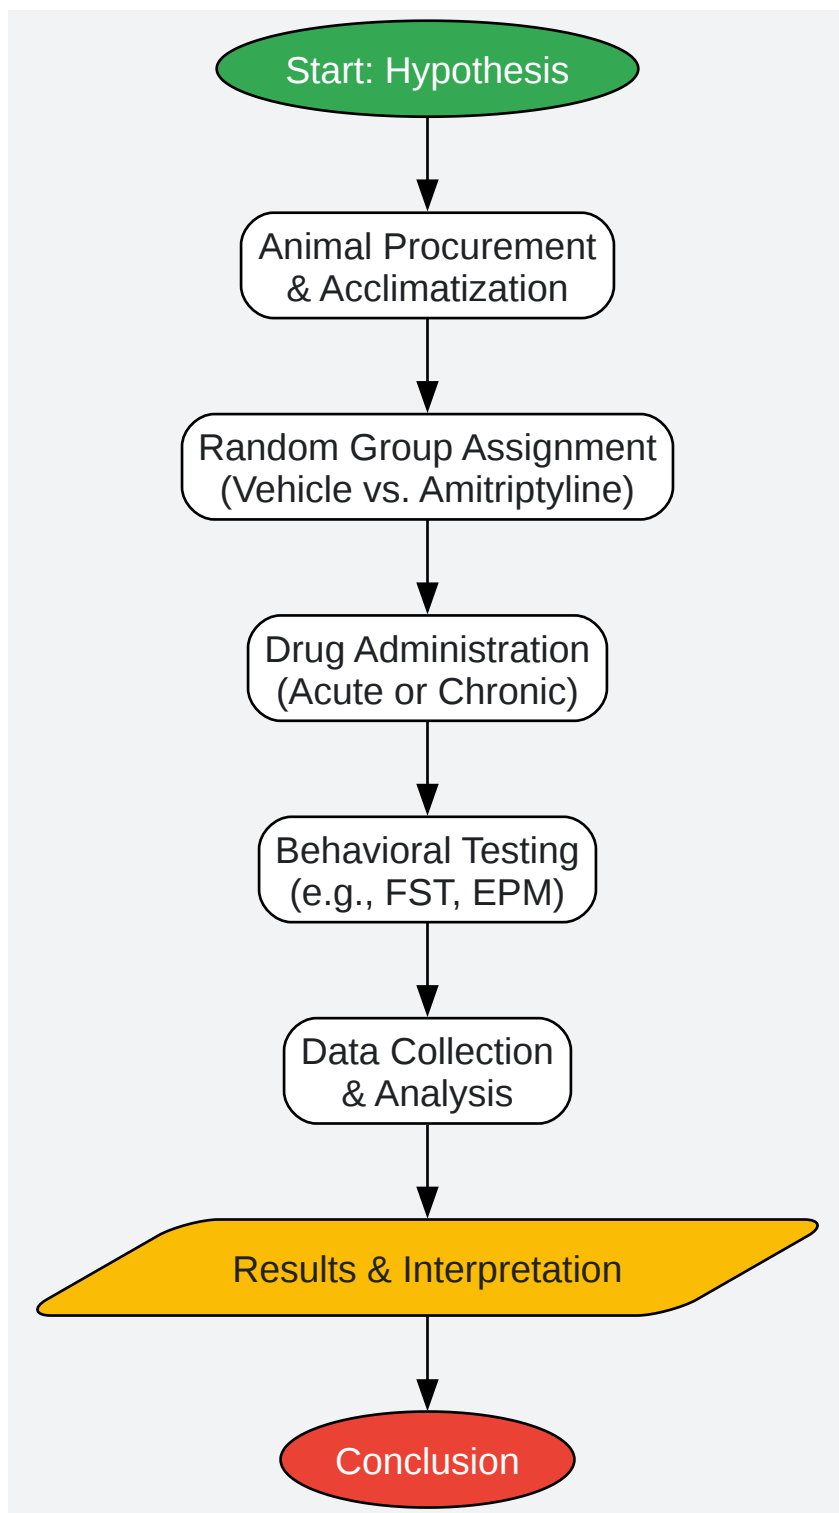 Start: Hypothesis
Animal Procurement
& Acclimatization
Random Group Assignment
(Vehicle vs. Amitriptyline)
Drug Administration
(Acute or Chronic)
Behavioral Testing
(e.g., FST, EPM)
Data Collection
& Analysis
Results & Interpretation
Conclusion